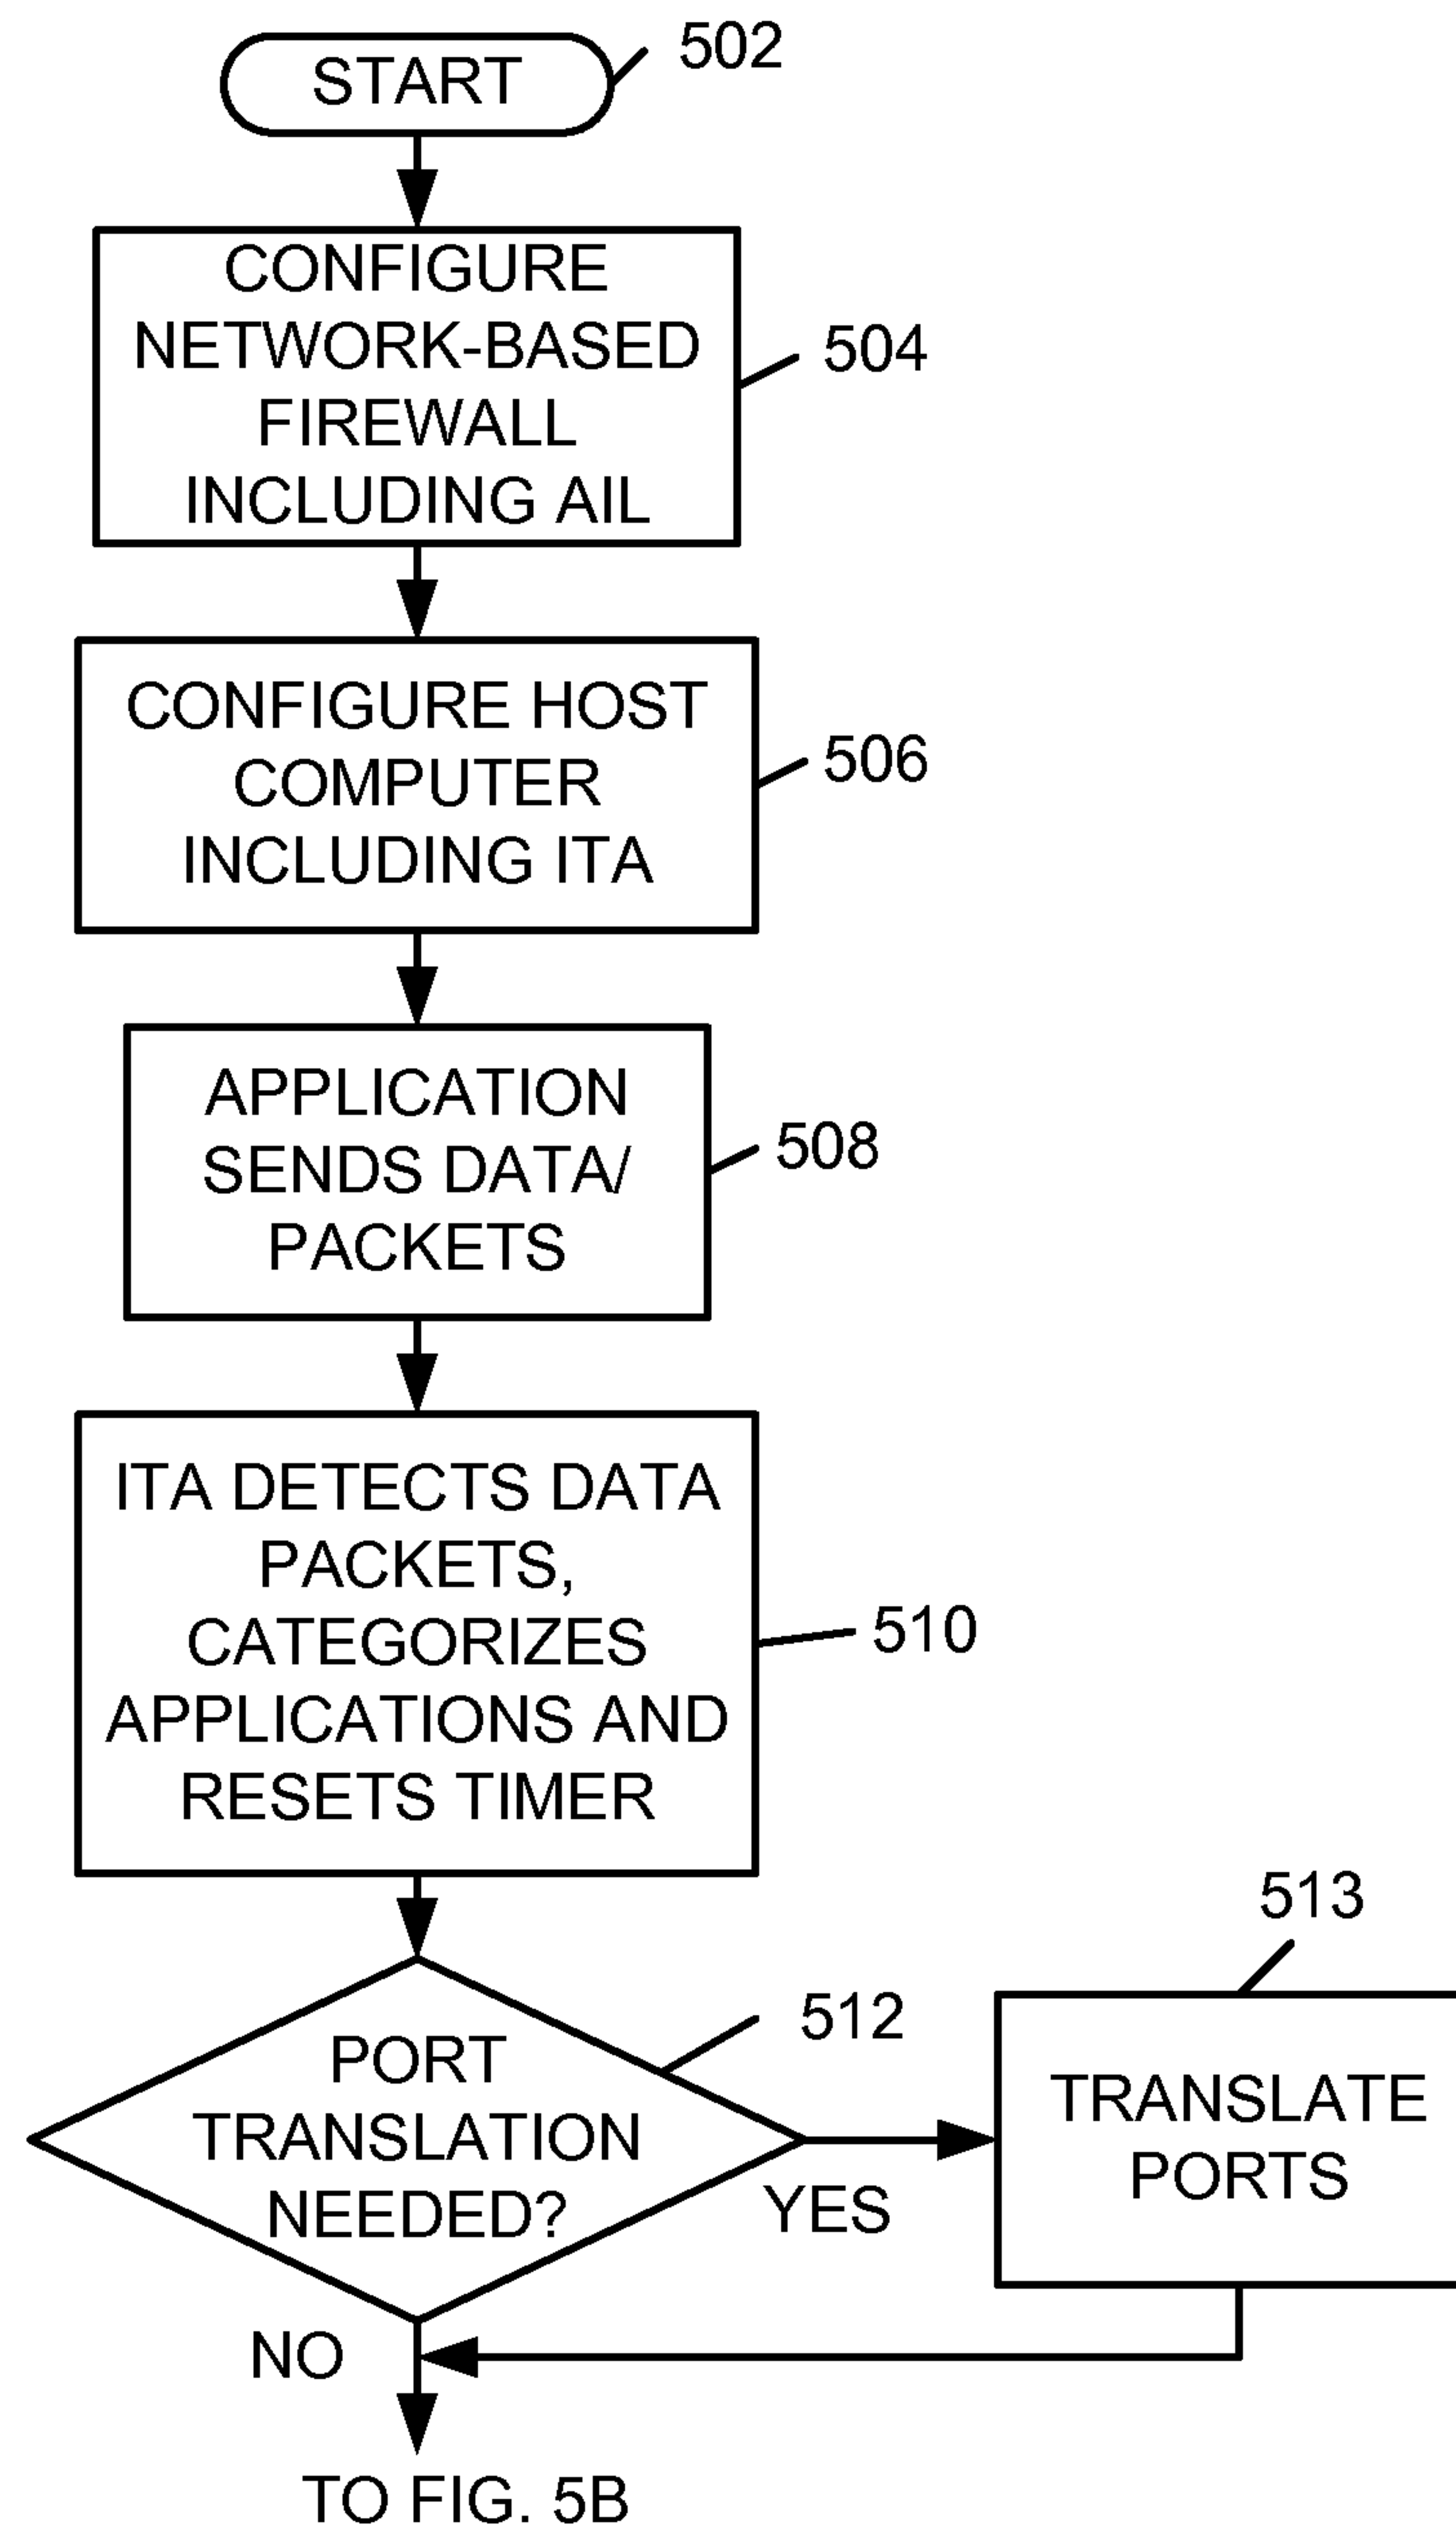 START
502
CONFIGURE
NETWORK-BASED
FIREWALL
INCLUDING AIL
504
CONFIGURE HOST
COMPUTER
INCLUDING ITA
506
APPLICATION
SENDS DATA/
PACKETS
508
ITA DETECTS DATA
PACKETS,
CATEGORIZES
APPLICATIONS AND
RESETS TIMER
510
PORT
TRANSLATION
NEEDED?
512
YES
513
TRANSLATE
PORTS
NO
TO FIG. 5B